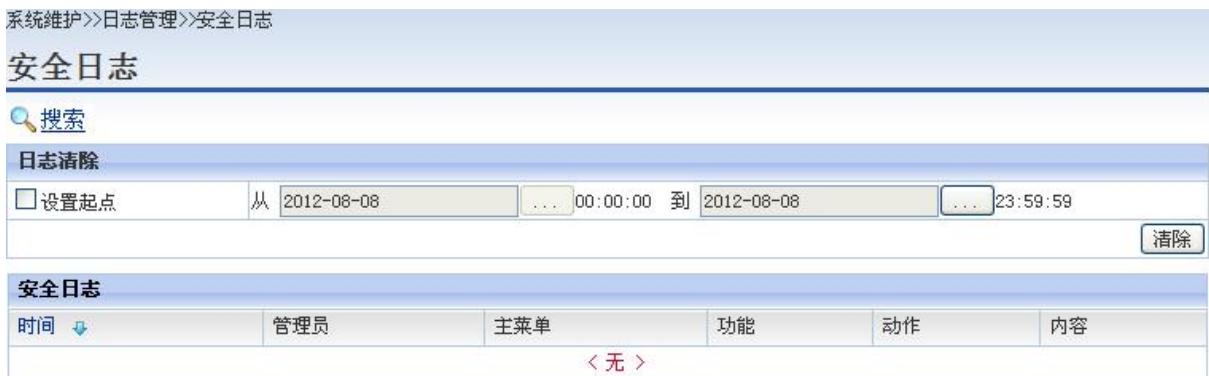 系统维护>>日志管理>>安全日志
安全日志
搜索
日志清除
设置起点 从 2012-08-08 ... 00:00:00 到 2012-08-08 ... 23:59:59
清除
安全日志
时间 管理员 主菜单 功能 动作 内容
<无>